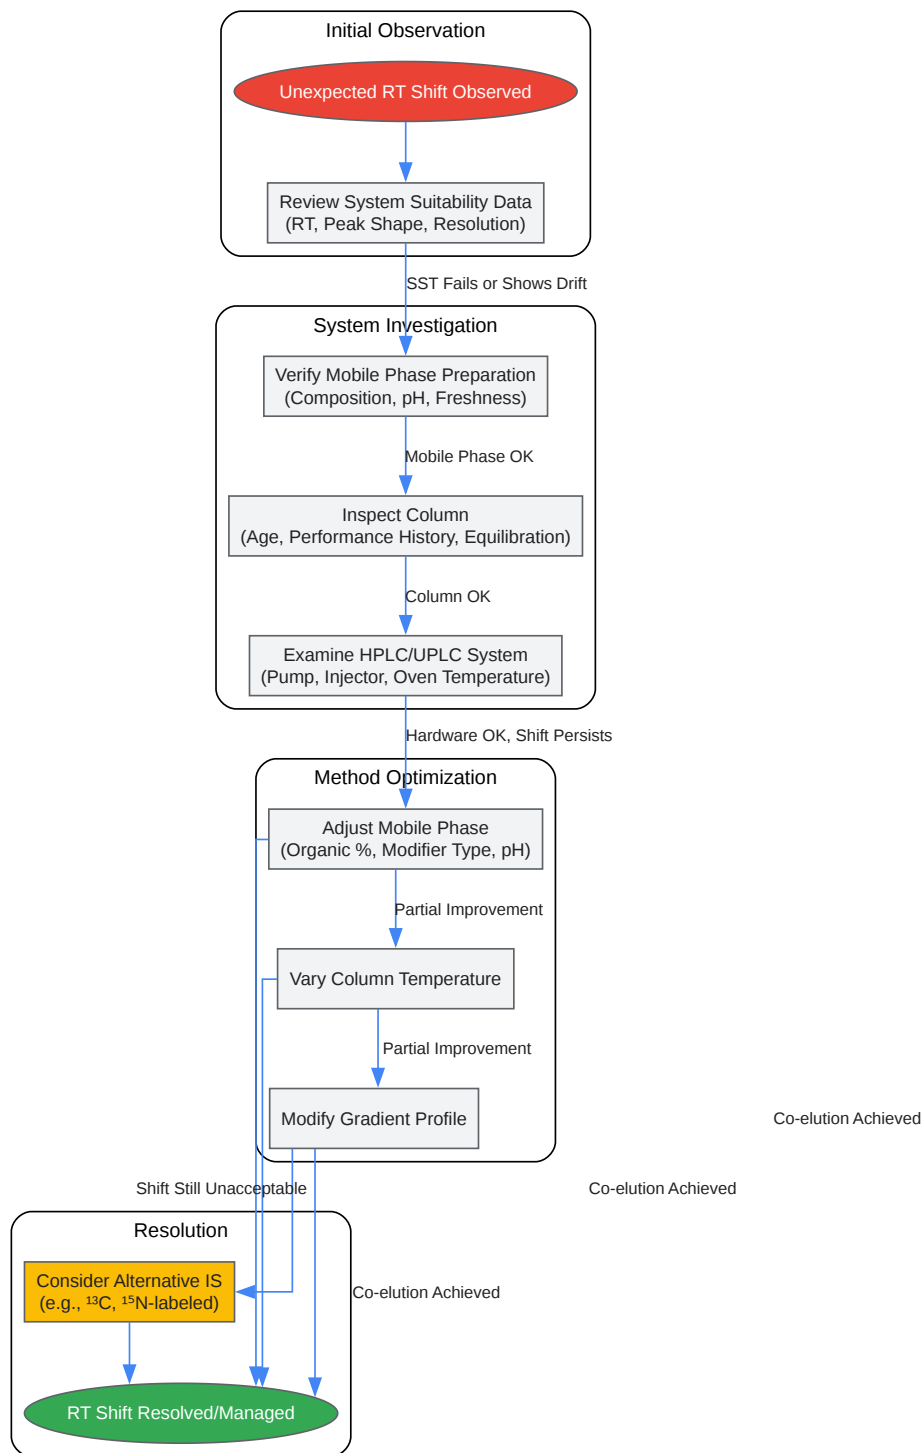 Initial Observation
Unexpected RT Shift Observed
Review System Suitability Data
(RT, Peak Shape, Resolution)
SST Fails or Shows Drift
System Investigation
Verify Mobile Phase Preparation
(Composition, pH, Freshness)
Mobile Phase OK
Inspect Column
(Age, Performance History, Equilibration)
Column OK
Examine HPLC/UPLC System
(Pump, Injector, Oven Temperature)
Hardware OK, Shift Persists
Method Optimization
Adjust Mobile Phase
(Organic %, Modifier Type, pH)
Partial Improvement
Vary Column Temperature
Partial Improvement
Modify Gradient Profile
Co-elution Achieved
Shift Still Unacceptable
Co-elution Achieved
Resolution
Consider Alternative IS
(e.g., ¹³C, ¹⁵N-labeled)
Co-elution Achieved
RT Shift Resolved/Managed